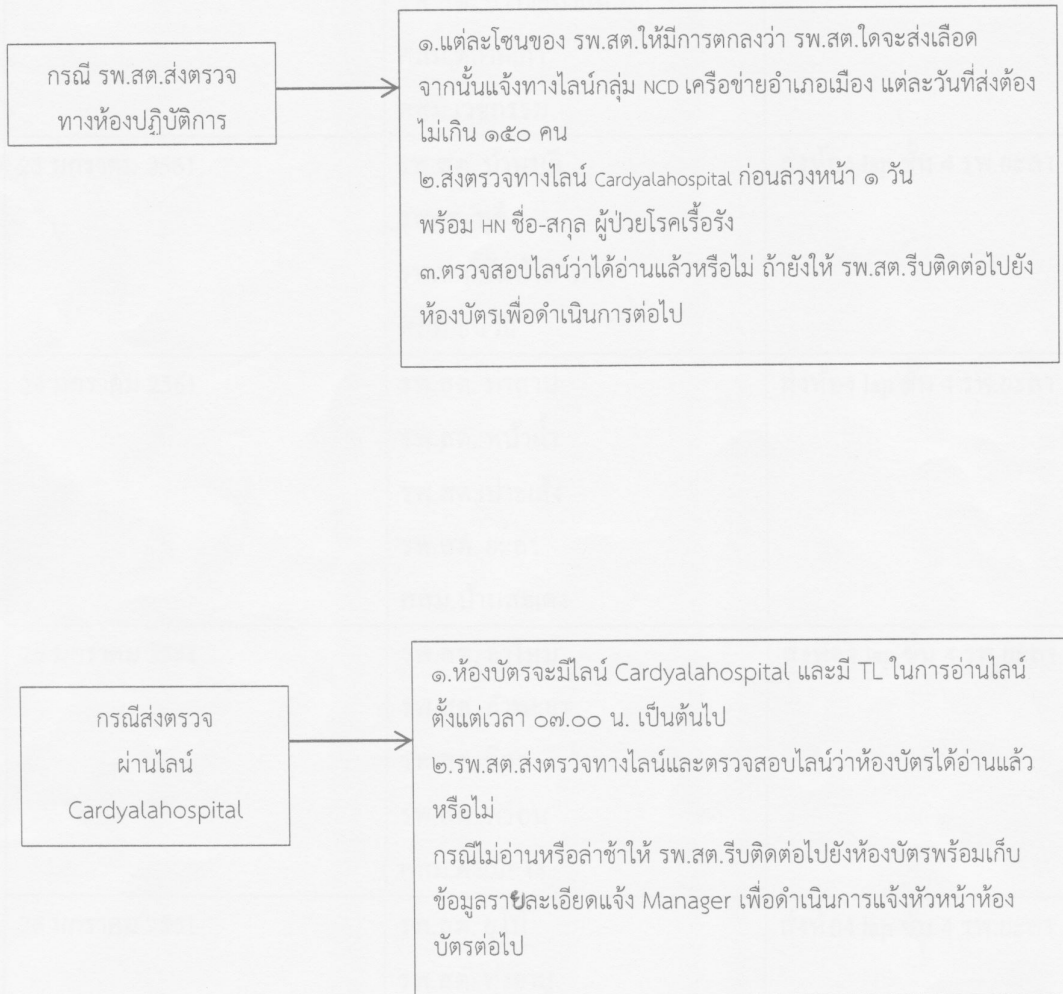 กรณี รพ.สต.ส่งตรวจ
ทางห้องปฏิบัติการ
๑.แต่ละโซนของ รพ.สต.ให้มีการตกลงว่า รพ.สต.ใดจะส่งเลือด
จากนั้นแจ้งทางไลน์กลุ่ม NCD เครือข่ายอำเภอเมือง แต่ละวันที่ส่งต้อง
ไม่เกิน ๑๕๐ คน
๒.ส่งตรวจทางไลน์ Cardyalahospital ก่อนล่วงหน้า ๑ วัน
พร้อม HN ชื่อ-สกุล ผู้ป่วยโรคเรื้อรัง
๓.ตรวจสอบไลน์ว่าได้อ่านแล้วหรือไม่ ถ้ายังให้ รพ.สต.รีบติดต่อไปยัง
ห้องบัตรเพื่อดำเนินการต่อไป
กรณีส่งตรวจ
ผ่านไลน์
Cardyalahospital
๑.ห้องบัตรจะมีไลน์ Cardyalahospital และมี TL ในการอ่านไลน์
ตั้งแต่เวลา ๐๗.๐๐ น. เป็นต้นไป
๒.รพ.สต.ส่งตรวจทางไลน์และตรวจสอบไลน์ว่าห้องบัตรได้อ่านแล้ว
หรือไม่
กรณีไม่อ่านหรือล่าช้าให้ รพ.สต.รีบติดต่อไปยังห้องบัตรพร้อมเก็บ
ข้อมูลรายละเอียดแจ้ง Manager เพื่อดำเนินการแจ้งหัวหน้าห้อง
บัตรต่อไป